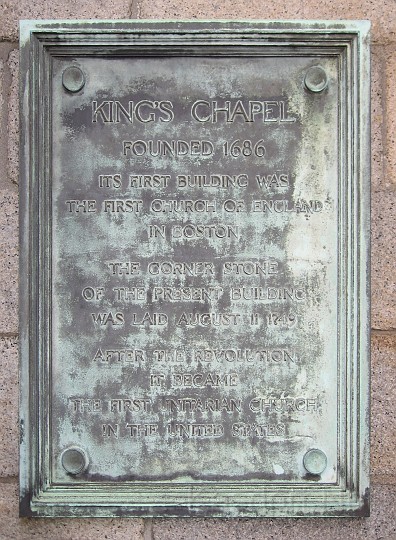 KING'S CHAPEL
FOUNDED 1686
ITS FIRST BUILDING WAS
THE FIRST CHURCH OF ENGLAND
IN BOSTON
THE CORNER STONE
OF THE PRESENT BUILDING
WAS LAID AUGUST 11 1749
AFTER THE REVOLUTION
IT BECAME
THE FIRST UNITARIAN CHURCH
IN THE UNITED STATES